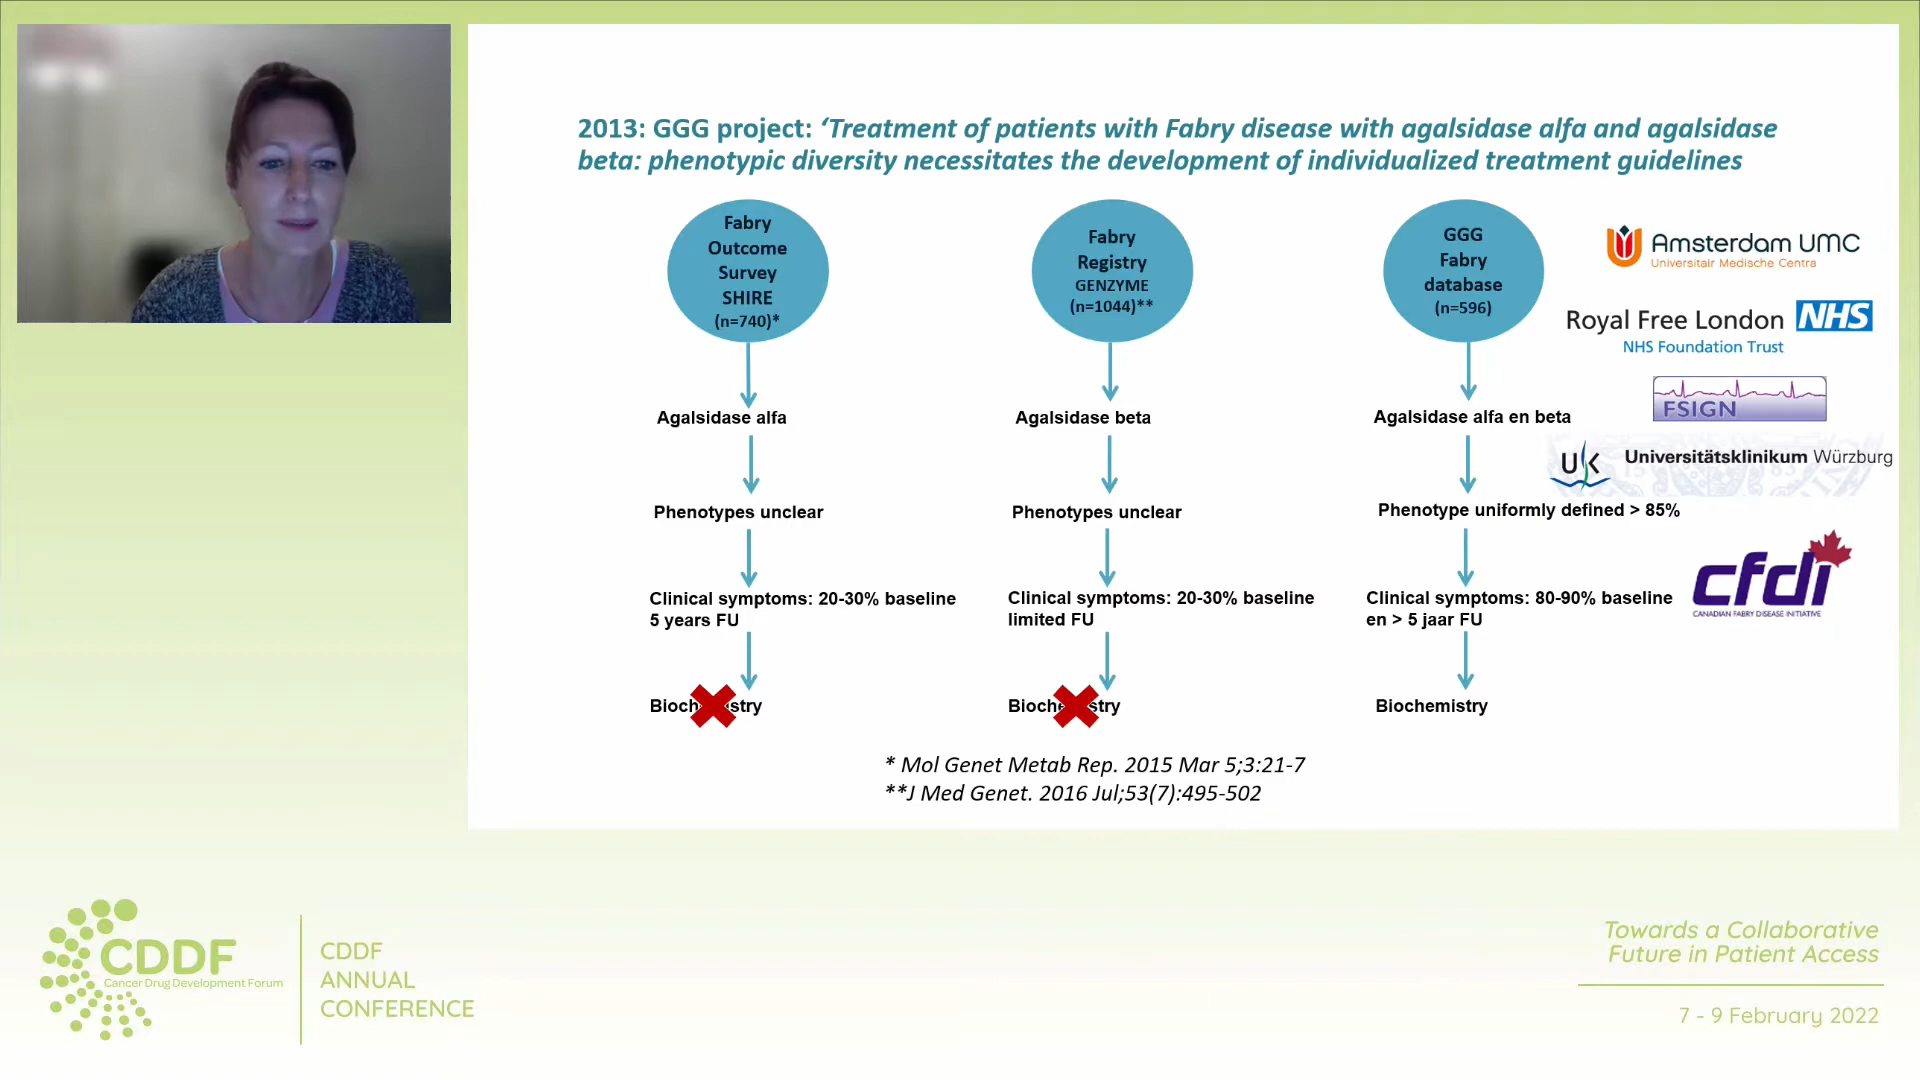 2013: GGG project: ‘Treatment of patients with Fabry disease with agalsidase alfa and agalsidase
beta: phenotypic diversity necessitates the development of individualized treatment guidelines
Fabry
Outcome
Survey
SHIRE
(n=740)*
Agalsidase alfa
Phenotypes unclear
Clinical symptoms: 20-30% baseline
5 years FU
Fabry
Registry
GENZYME
(n=1044)**
Agalsidase beta
Phenotypes unclear
Clinical symptoms: 20-30% baseline
limited FU
GGG
Fabry
database
(n=596)
Agalsidase alfa en beta
Phenotype uniformly defined > 85%
Clinical symptoms: 80-90% baseline
en > 5 jaar FU
Biochemistry
Amsterdam UMC
Universitair Medische Centra
Royal Free London NHS
NHS Foundation Trust
FSIGN
UK Universitätsklinikum Würzburg
cfdi
CANADIAN FABRY DISEASE INITIATIVE
* Mol Genet Metab Rep. 2015 Mar 5;3:21-7
**J Med Genet. 2016 Jul;53(7):495-502
CDDF
Cancer Drug Development Forum
CDDF
ANNUAL
CONFERENCE
Towards a Collaborative
Future in Patient Access
7 - 9 February 2022